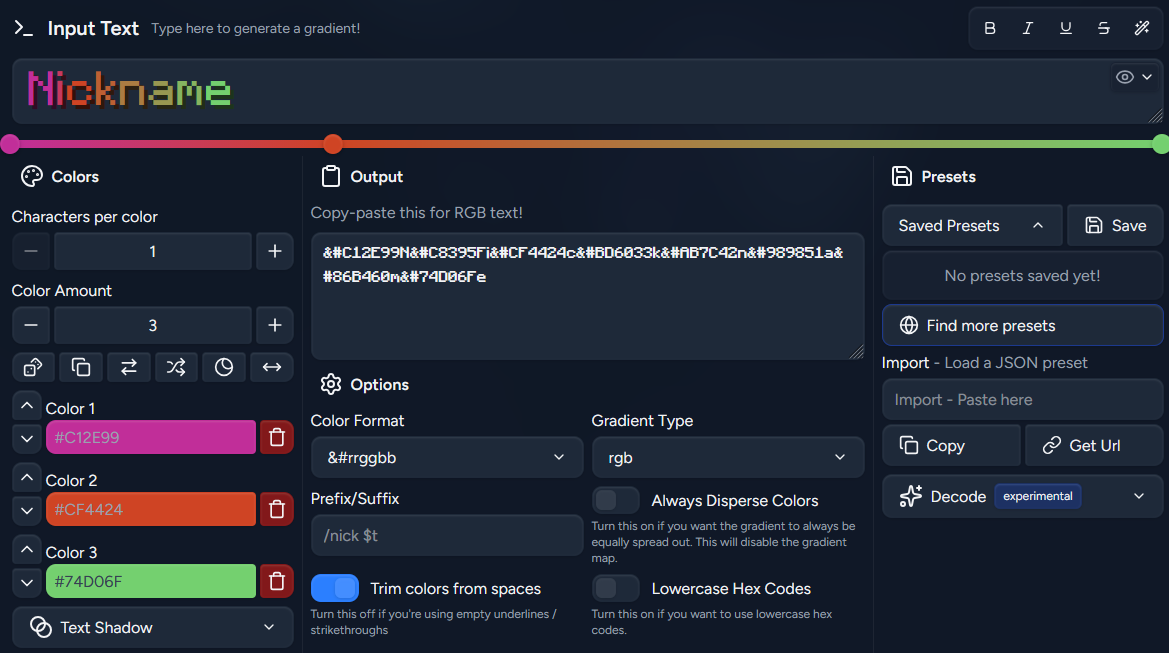 Input Text Type here to generate a gradient!
B I U S
Nickname
Colors
Characters per color
1
Color Amount
3
Color 1
#C12E99
Color 2
#CF4424
Color 3
#74D06F
Text Shadow
Output
Copy-paste this for RGB text!
&#C12E99N&#C8395Fi&#CF4424c&#BD6033k&#AB7C42n&#989851a&
#86B460m&#74D06Fe
Options
Color Format
&#rrggbb
Gradient Type
rgb
Prefix/Suffix
/nick $t
Always Disperse Colors
Turn this on if you want the gradient to always be
equally spread out. This will disable the gradient
map.
Trim colors from spaces
Turn this off if you're using empty underlines /
strikethroughs
Lowercase Hex Codes
Turn this on if you want to use lowercase hex
codes.
Presets
Saved Presets
Save
No presets saved yet!
Find more presets
Import - Load a JSON preset
Import - Paste here
Copy
Get Url
Decode experimental